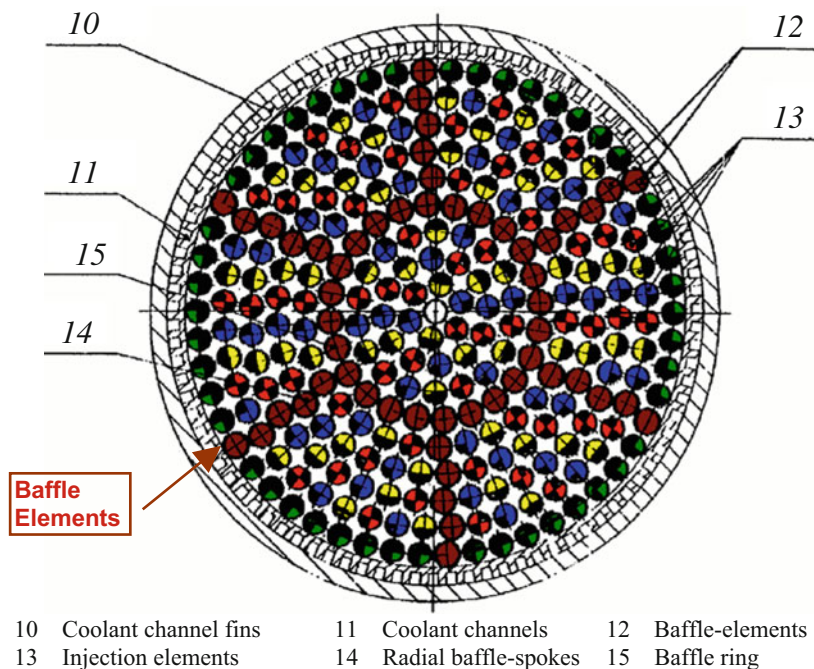 10
12
13
11
15
14
Baffle
Elements
10 Coolant channel fins 11 Coolant channels 12 Baffle-elements
13 Injection elements 14 Radial baffle-spokes 15 Baffle ring